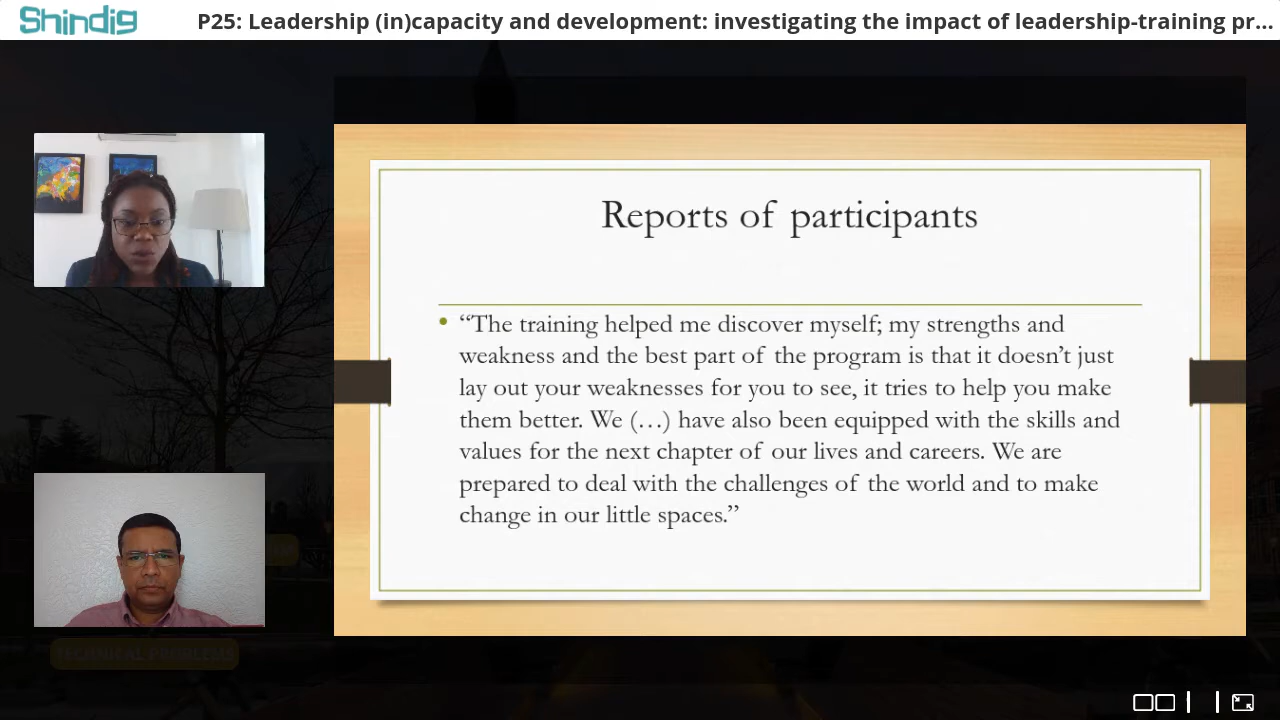 Shindig
P25: Leadership (in)capacity and development: investigating the impact of leadership-training pr...
Reports of participants
• “The training helped me discover myself; my strengths and
weakness and the best part of the program is that it doesn’t just
lay out your weaknesses for you to see, it tries to help you make
them better. We (…) have also been equipped with the skills and
values for the next chapter of our lives and careers. We are
prepared to deal with the challenges of the world and to make
change in our little spaces.”
TECHNICAL PROBLEMS